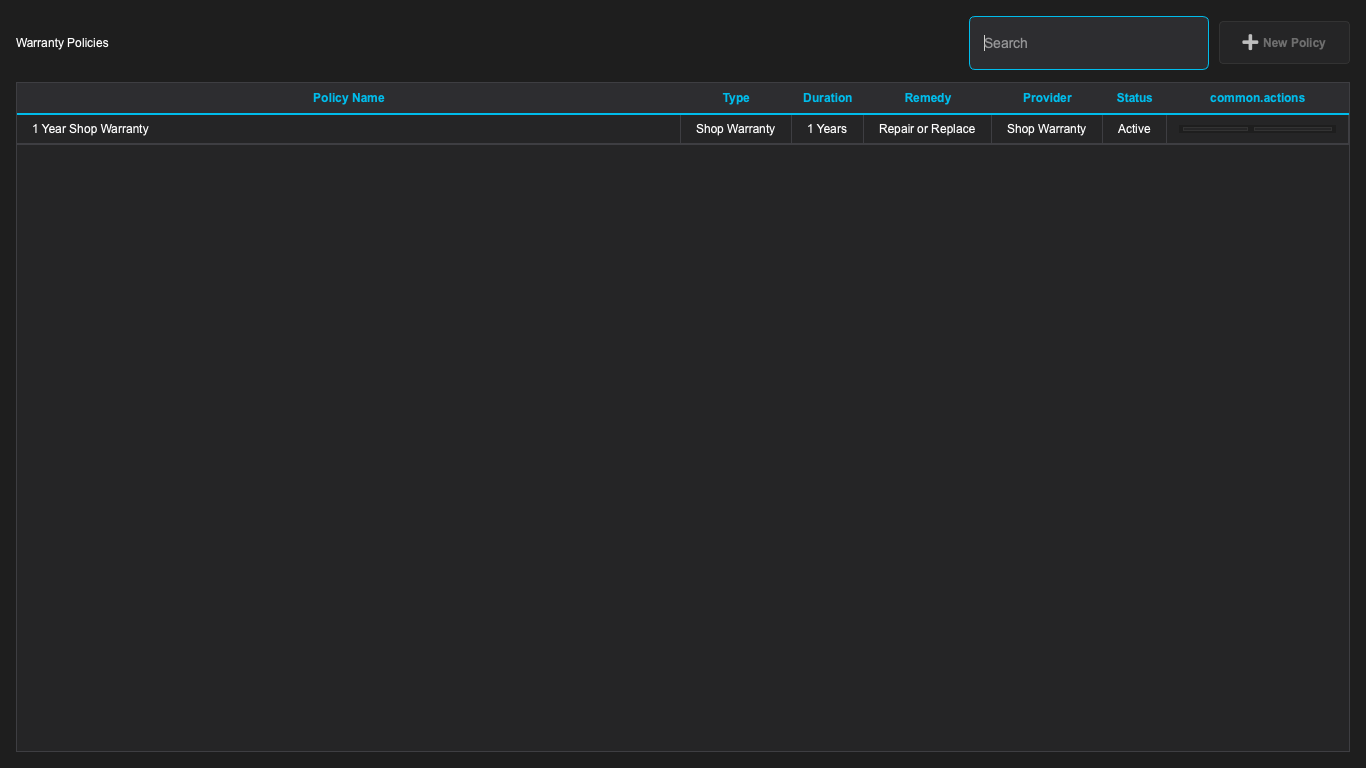 Warranty Policies
Search
New Policy
Policy Name Type Duration Remedy Provider Status common.actions
1 Year Shop Warranty Shop Warranty 1 Years Repair or Replace Shop Warranty Active